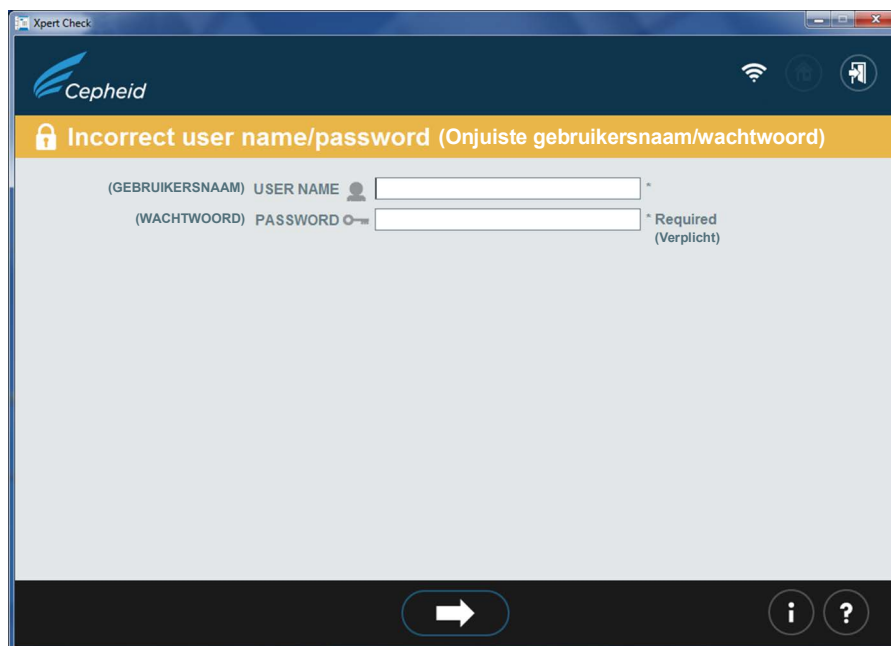 Xpert Check
Cepheid
Incorrect user name/password (Onjuiste gebruikersnaam/wachtwoord)
(GEBRUIKERSNAAM) USER NAME *
(WACHTWOORD) PASSWORD * Required
(Verplicht)
i ?